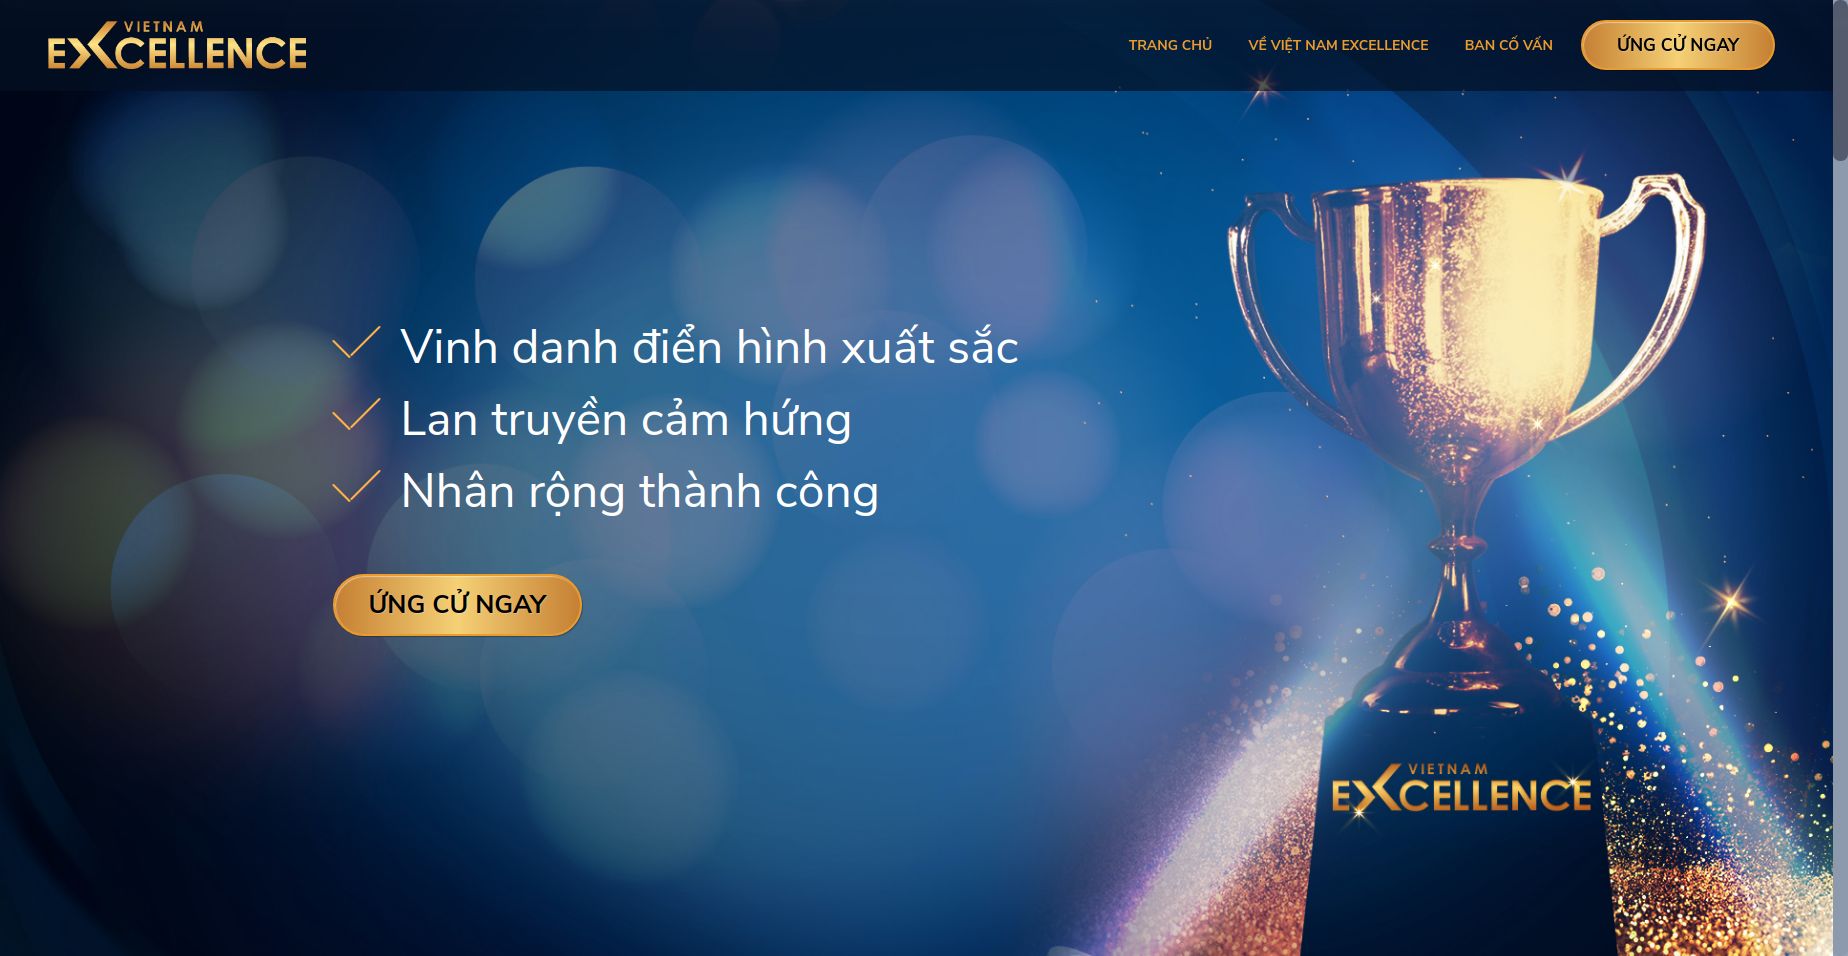 VIETNAM
EXCELLENCE
TRANG CHỦ
VỀ VIỆT NAM EXCELLENCE
BAN CỐ VẤN
ỨNG CỬ NGAY
Vinh danh điển hình xuất sắc
Lan truyền cảm hứng
Nhân rộng thành công
ỨNG CỬ NGAY
VIETNAM
EXCELLENCE